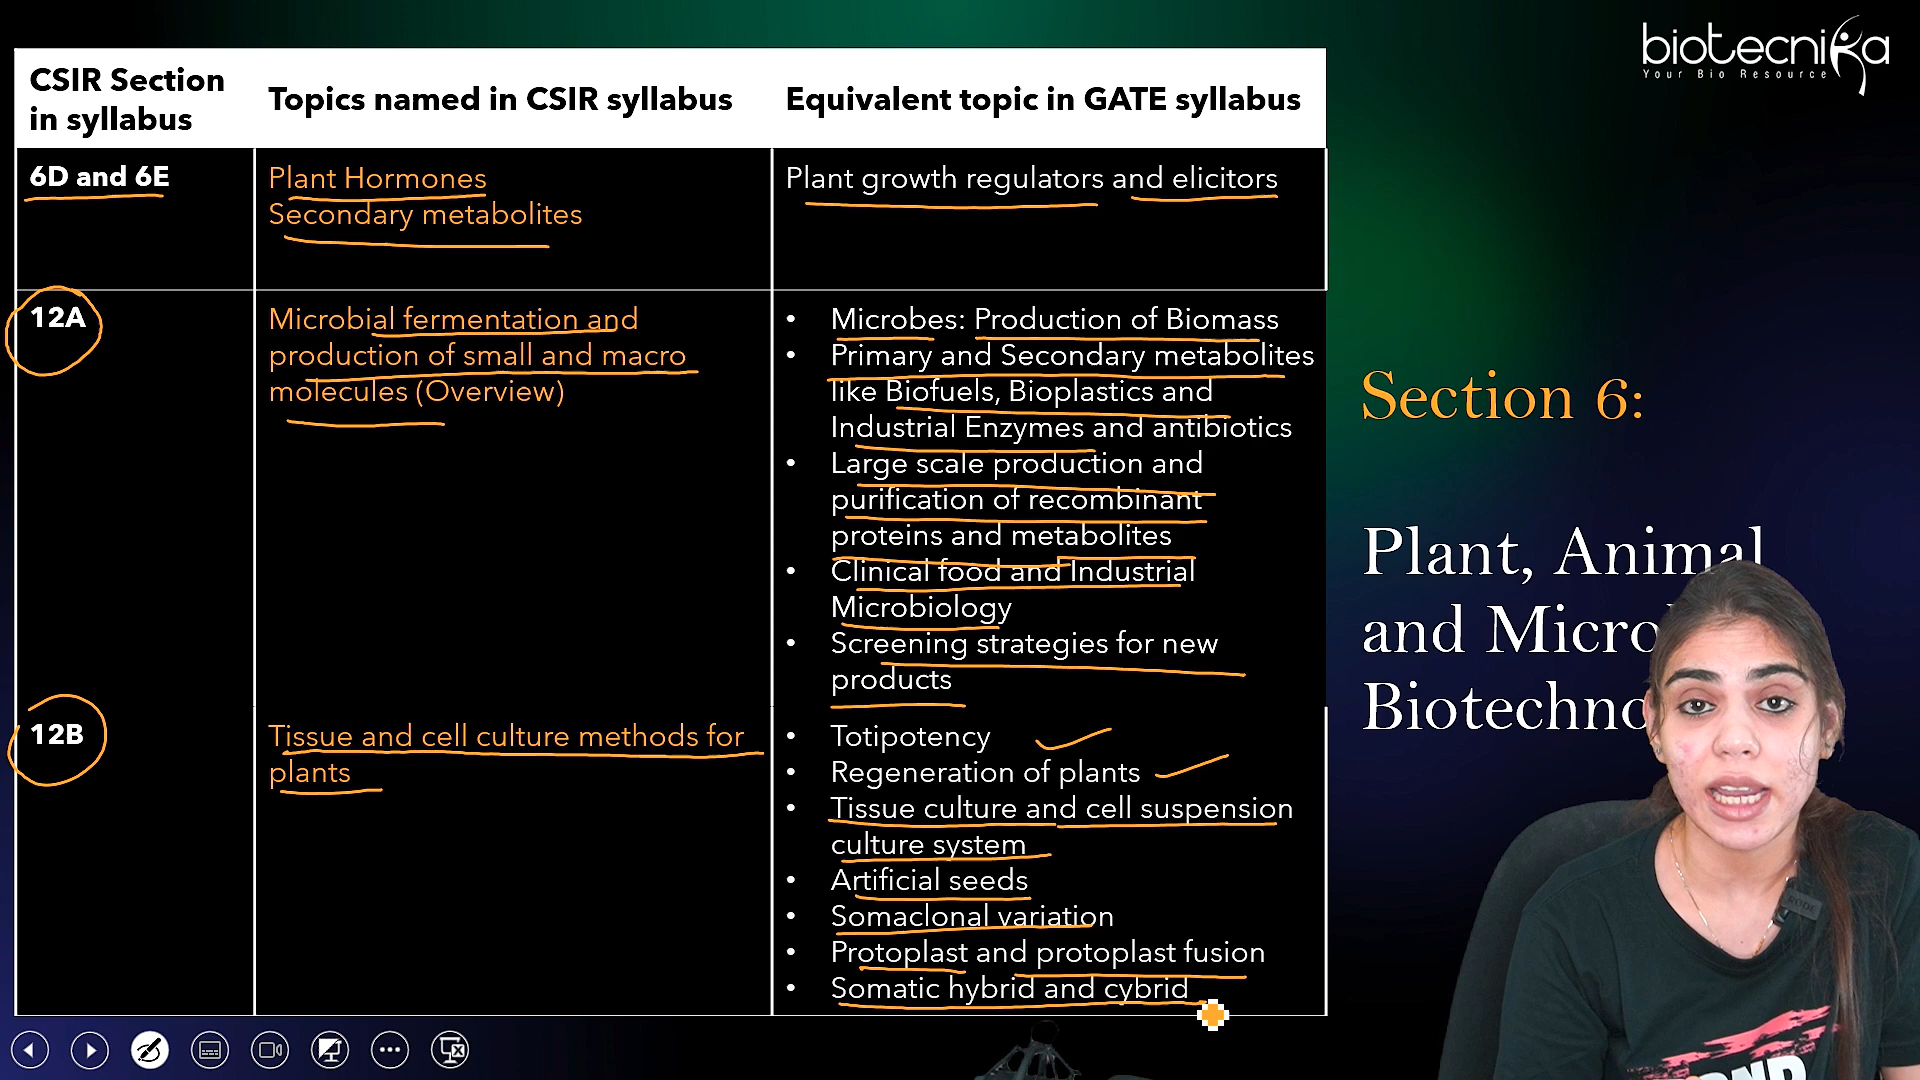 biotecnika
Your Bio Resource
CSIR Section
in syllabus
Topics named in CSIR syllabus
Equivalent topic in GATE syllabus
6D and 6E
Plant Hormones
Secondary metabolites
Plant growth regulators and elicitors
12A
Microbial fermentation and
production of small and macro
molecules (Overview)
• Microbes: Production of Biomass
• Primary and Secondary metabolites
like Biofuels, Bioplastics and
Industrial Enzymes and antibiotics
• Large scale production and
purification of recombinant
proteins and metabolites
• Clinical food and Industrial
Microbiology
• Screening strategies for new
products
12B
Tissue and cell culture methods for
plants
• Totipotency
• Regeneration of plants
• Tissue culture and cell suspension
culture system
• Artificial seeds
• Somaclonal variation
• Protoplast and protoplast fusion
• Somatic hybrid and cybrid
Section 6:
Plant, Animal
and Micro
Biotechno
RODE